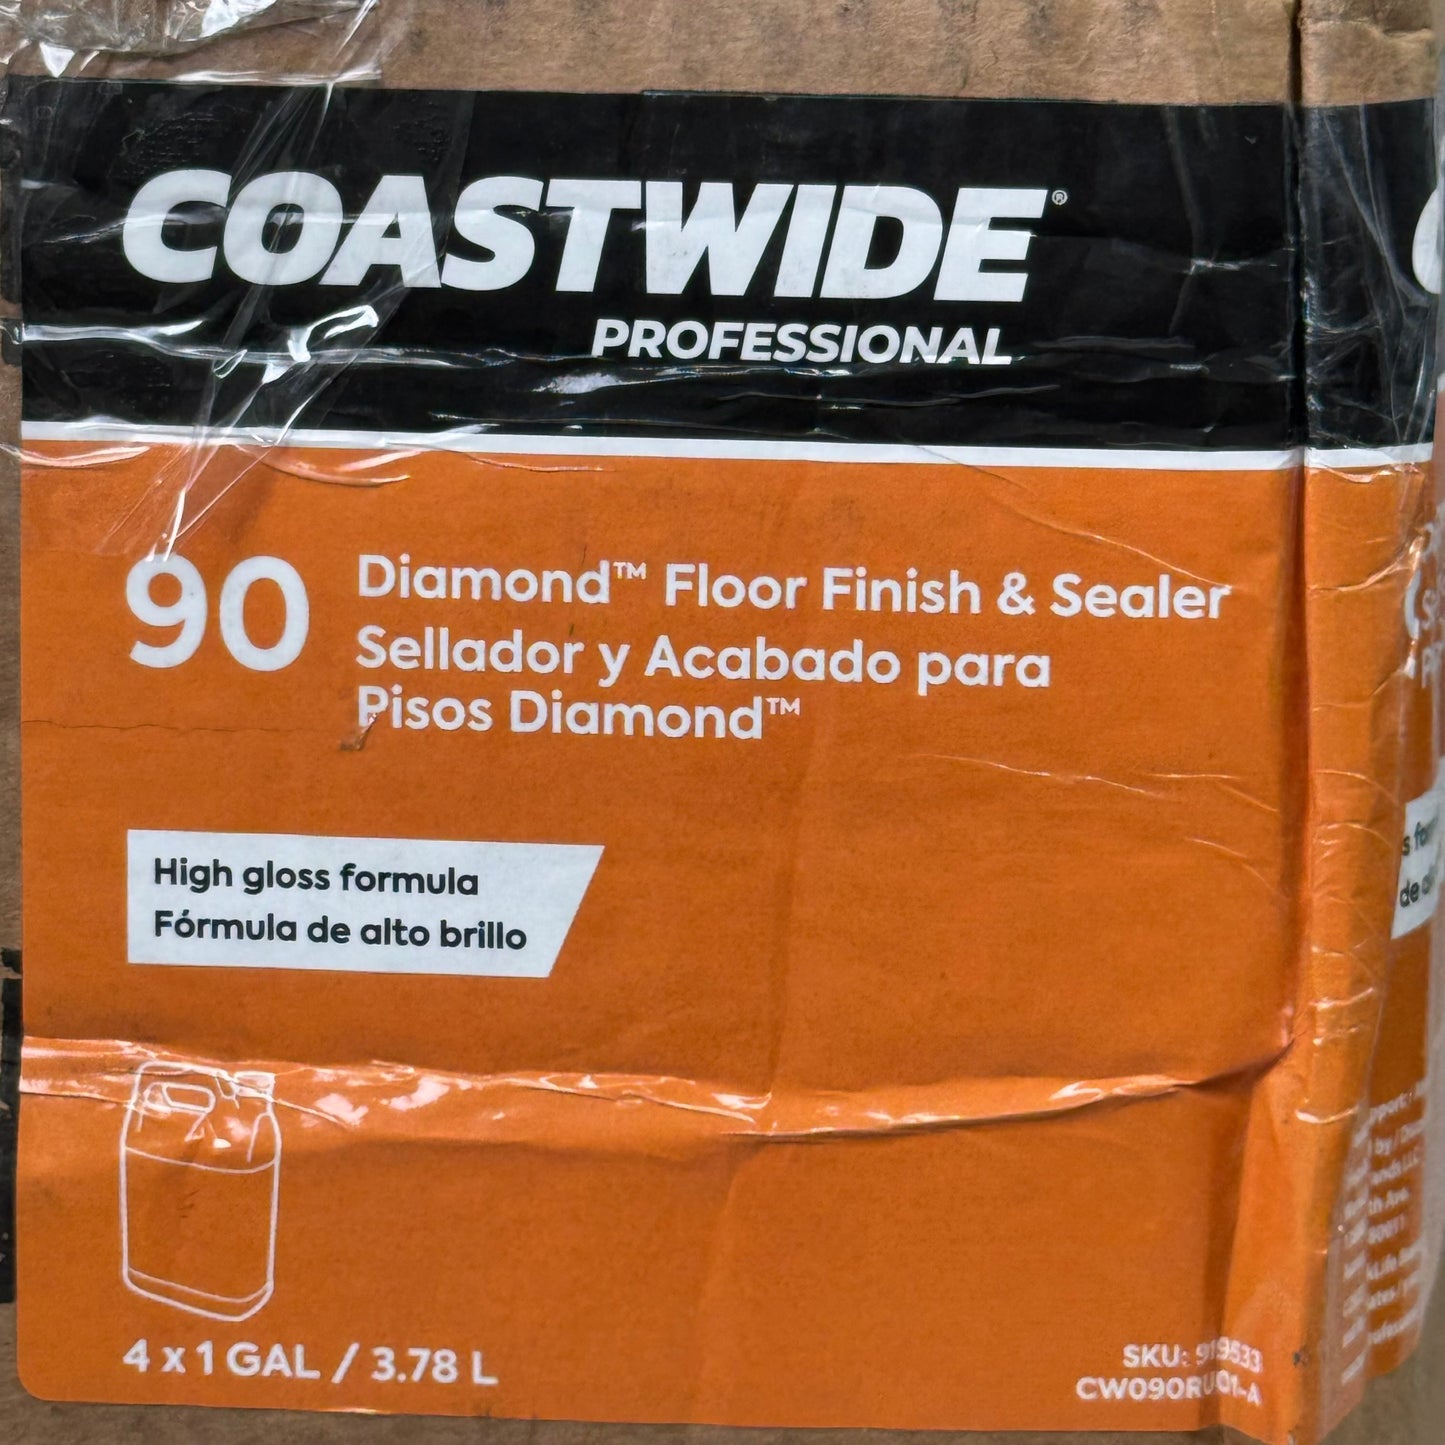 COASTWIDE®
PROFESSIONAL
90
Diamond™ Floor Finish & Sealer
Sellador y Acabado para
Pisos Diamond™
High gloss formula
Fórmula de alto brillo
4 x 1 GAL / 3.78 L
SKU: